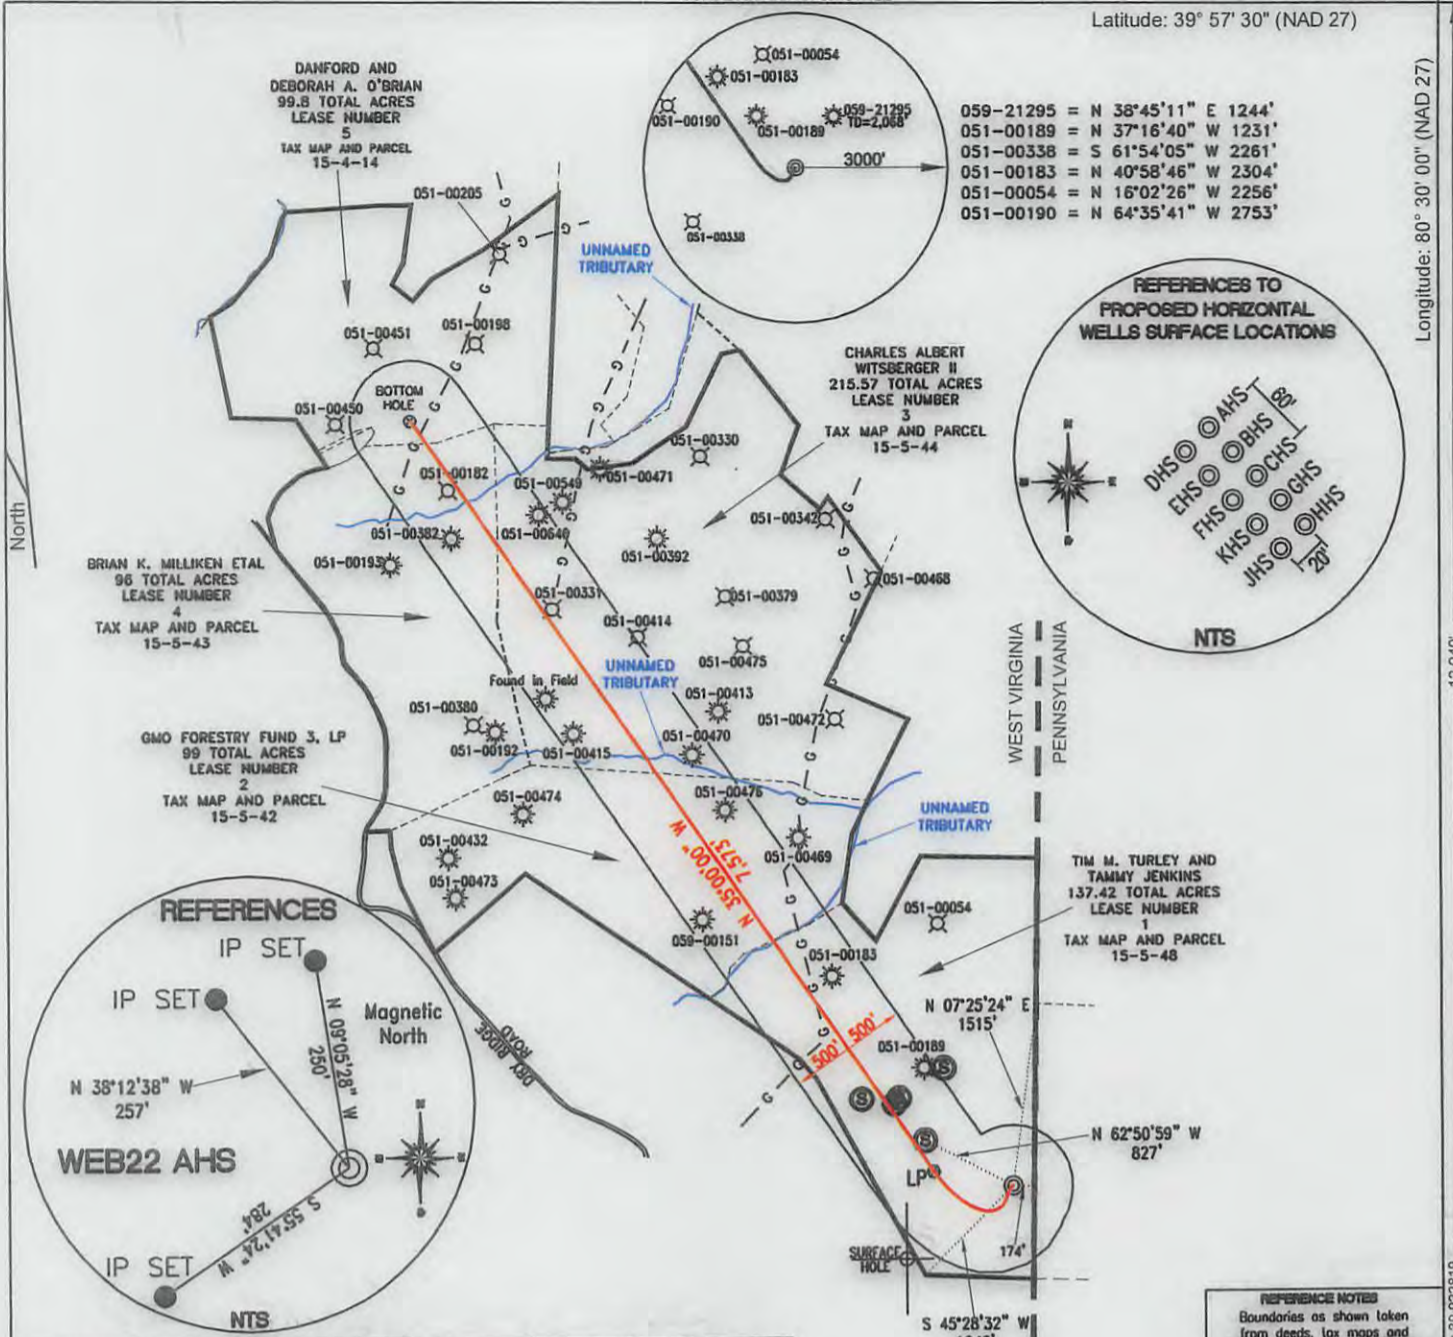 Latitude: 39° 57' 30" (NAD 27)
Longitude: 80° 30' 00" (NAD 27)
DANFORD AND
DEBORAH A. O'BRIAN
99.8 TOTAL ACRES
LEASE NUMBER
5
TAX MAP AND PARCEL
15-4-14
051-00054
051-00183
051-00190
051-00189
059-21295
TD=2,068'
3000'
051-00338
059-21295 = N 38°45'11" E 1244'
051-00189 = N 37°16'40" W 1231'
051-00338 = S 61°54'05" W 2261'
051-00183 = N 40°58'46" W 2304'
051-00054 = N 16°02'26" W 2256'
051-00190 = N 64°35'41" W 2753'
051-00205
UNNAMED
TRIBUTARY
REFERENCES TO
PROPOSED HORIZONTAL
WELLS SURFACE LOCATIONS
AHS
60'
BHS
CHS
GHS
HHS
DHS
EHS
FHS
KHS
JHS
20'
NTS
051-00451
051-00198
CHARLES ALBERT
WITSBERGER II
215.57 TOTAL ACRES
LEASE NUMBER
3
TAX MAP AND PARCEL
15-5-44
BOTTOM
HOLE
051-00450
051-00330
051-00182
051-00549
051-00471
051-00342
051-00382
051-00640
051-00392
North
051-00193
BRIAN K. MILLIKEN ETAL
96 TOTAL ACRES
LEASE NUMBER
4
TAX MAP AND PARCEL
15-5-43
051-00468
051-00331
051-00379
051-00414
051-00475
UNNAMED
TRIBUTARY
Found in Field
051-00413
051-00380
051-00472
051-00192
051-00415
051-00470
WEST VIRGINIA
PENNSYLVANIA
GMO FORESTRY FUND 3, LP
99 TOTAL ACRES
LEASE NUMBER
2
TAX MAP AND PARCEL
15-5-42
051-00474
051-00476
UNNAMED
TRIBUTARY
051-00432
051-00469
051-00473
N 35°00'00" W
7,573'
TIM M. TURLEY AND
TAMMY JENKINS
137.42 TOTAL ACRES
LEASE NUMBER
1
TAX MAP AND PARCEL
15-5-48
051-00054
059-00151
051-00183
REFERENCES
IP SET
IP SET
Magnetic
North
N 09°05'28" W
250'
N 38°12'38" W
257'
WEB22 AHS
S 55°41'24" W
284'
IP SET
NTS
DRY RIDGE
ROAD
N 07°25'24" E
1515'
500'
500'
051-00189
S
S
S
N 62°50'59" W
827'
LP
174'
SURFACE
HOLE
S 45°28'32" W
REFERENCE NOTES
Boundaries as shown taken
from deeds, tax maps and
G G G G G G G G G G G G G G G G G G